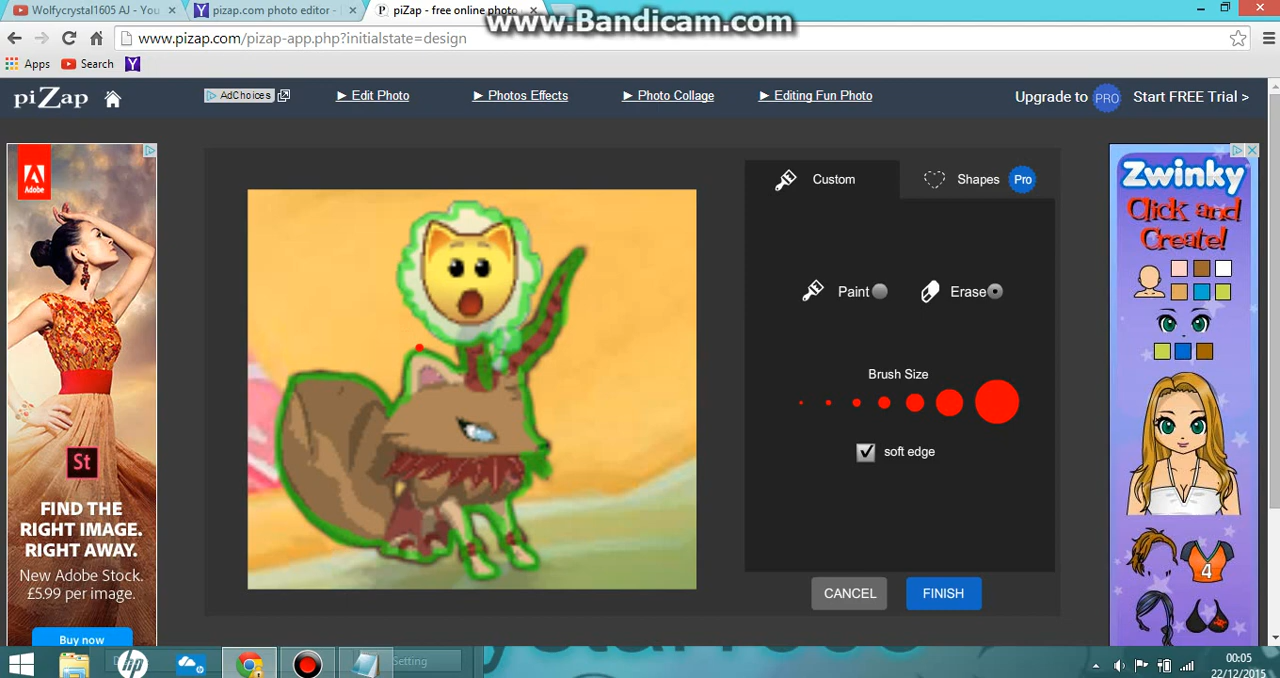 www.Bandicam.com
Wolfycrystal1605 AJ - You
pizap.com photo editor -
piZap - free online photo
www.pizap.com/pizap-app.php?initialstate=design
Apps
Search
piZap
AdChoices
► Edit Photo
► Photos Effects
► Photo Collage
► Editing Fun Photo
Upgrade to PRO
Start FREE Trial >
Adobe
St
FIND THE
RIGHT IMAGE.
RIGHT AWAY.
New Adobe Stock.
£5.99 per image.
Buy now
Custom
Shapes Pro
Paint
Erase
Brush Size
soft edge
CANCEL
FINISH
Zwinky
Click and
Create!
4
hp
Setting
00:05
22/12/2015